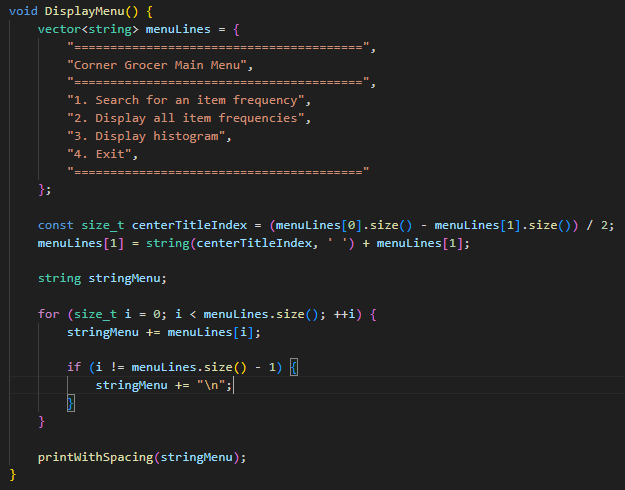 void DisplayMenu() {
    vector<string> menuLines = {
        "========================================",
        "Corner Grocer Main Menu",
        "========================================",
        "1. Search for an item frequency",
        "2. Display all item frequencies",
        "3. Display histogram",
        "4. Exit",
        "========================================"
    };

    const size_t centerTitleIndex = (menuLines[0].size() - menuLines[1].size()) / 2;
    menuLines[1] = string(centerTitleIndex, ' ') + menuLines[1];

    string stringMenu;

    for (size_t i = 0; i < menuLines.size(); ++i) {
        stringMenu += menuLines[i];

        if (i != menuLines.size() - 1) {
            stringMenu += "\n";
        }
    }

    printWithSpacing(stringMenu);
}